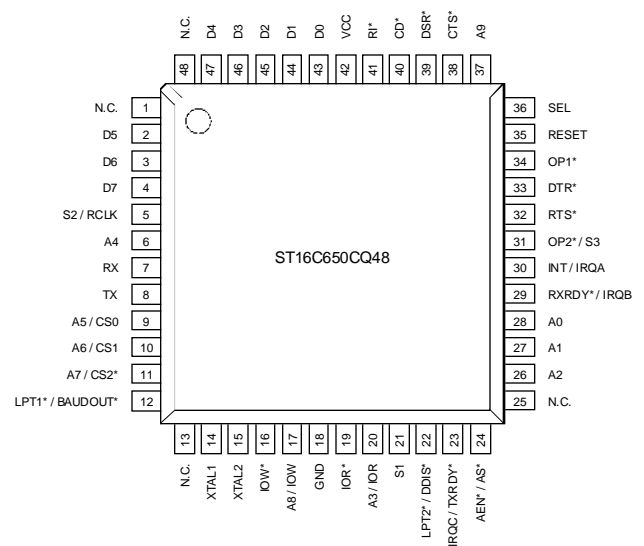 N.C.
D4
D3
D2
D1
D0
VCC
RI*
CD*
DSR*
CTS*
A9
48
47
46
45
44
43
42
41
40
39
38
37
N.C. 1
D5 2
D6 3
D7 4
S2 / RCLK 5
A4 6
RX 7
TX 8
A5 / CS0 9
A6 / CS1 10
A7 / CS2* 11
LPT1* / BAUDOUT* 12
ST16C650CQ48
36 SEL
35 RESET
34 OP1*
33 DTR*
32 RTS*
31 OP2* / S3
30 INT / IRQA
29 RXRDY* / IRQB
28 A0
27 A1
26 A2
25 N.C.
13
14
15
16
17
18
19
20
21
22
23
24
N.C.
XTAL1
XTAL2
IOW*
A8 / IOW
GND
IOR*
A3 / IOR
S1
LPT2* / DDIS*
IRQC / TXRDY*
AEN* / AS*